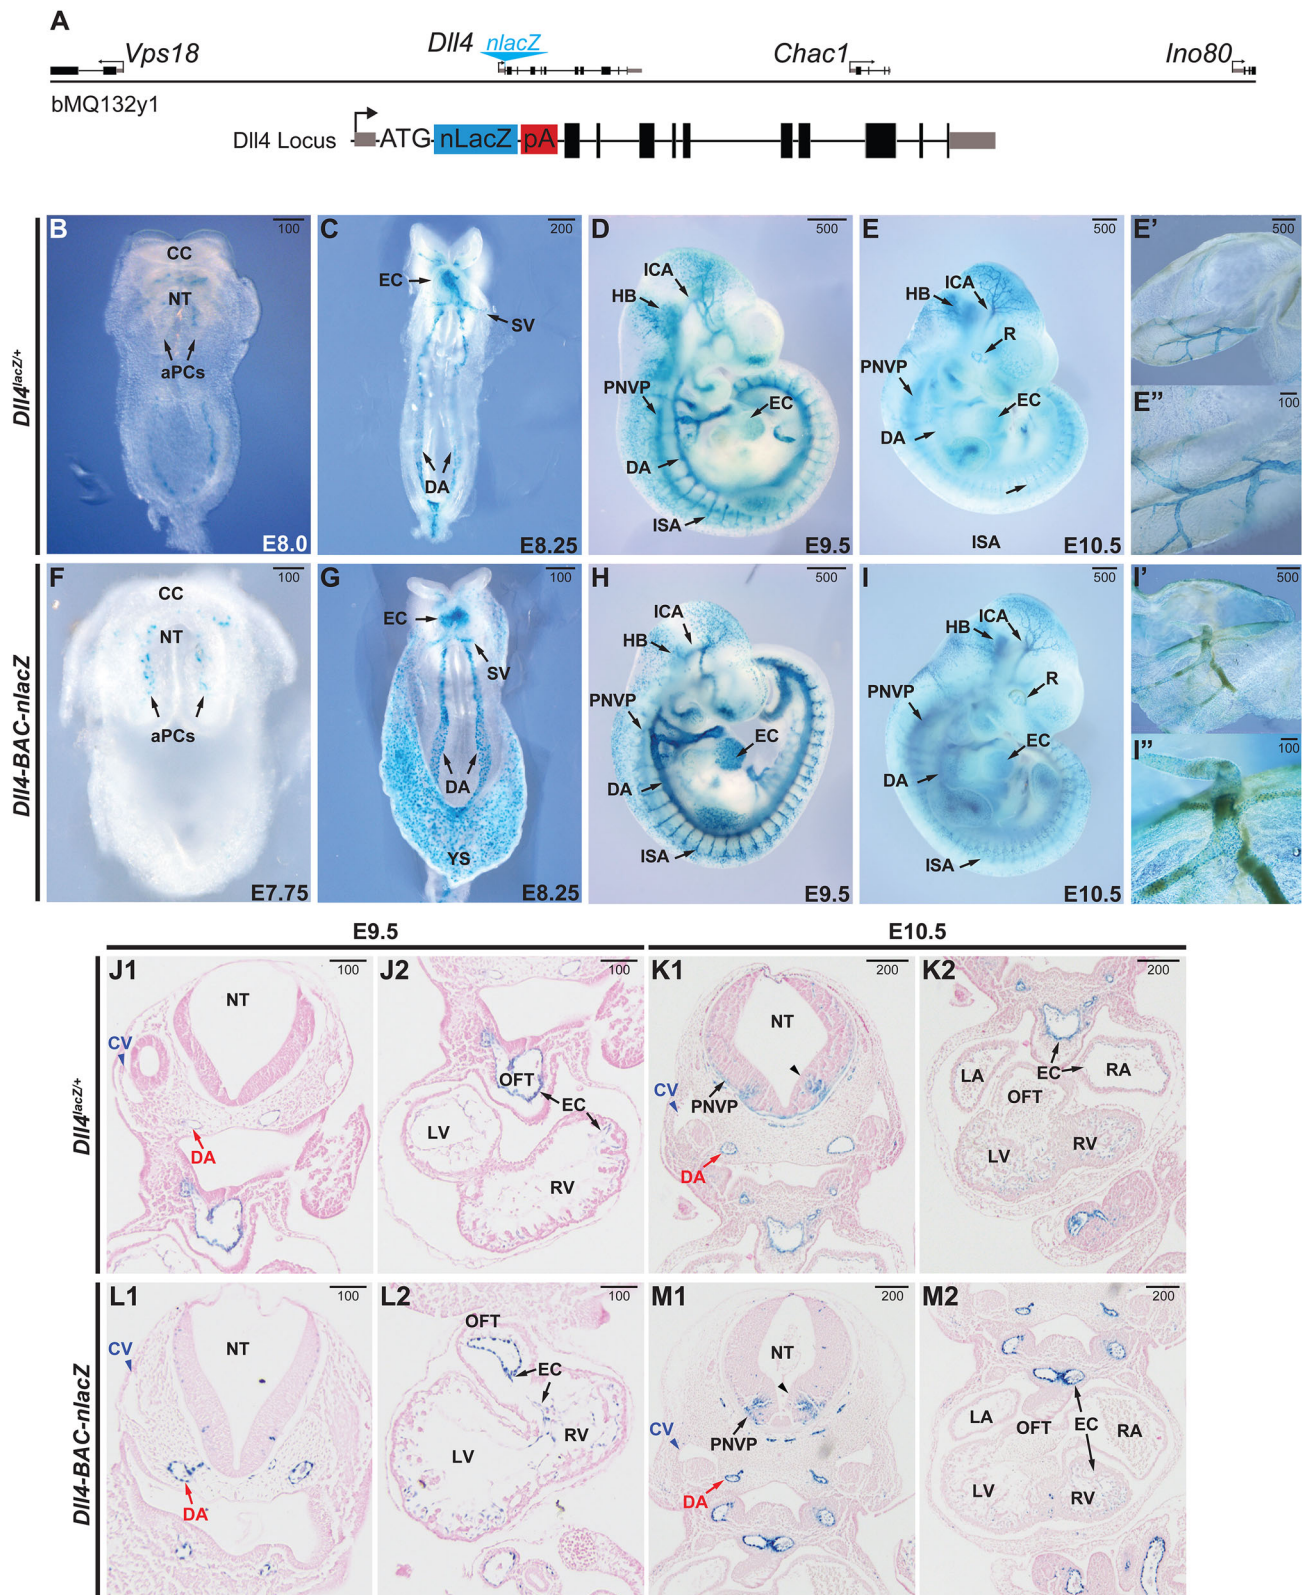 A
Vps18
Dll4
nlacZ
Chac1
Ino80
bMQ132y1
Dll4 Locus
ATG
nLacZ
pA
Dll4lacZ/+
B
100
CC
NT
aPCs
E8.0
C
200
EC
SV
DA
E8.25
D
500
ICA
HB
PNVP
EC
DA
ISA
E9.5
E
500
ICA
HB
R
PNVP
EC
DA
ISA
E10.5
E’
500
E”
100
Dll4-BAC-nlacZ
F
100
CC
NT
aPCs
E7.75
G
100
EC
SV
DA
YS
E8.25
H
500
ICA
HB
PNVP
EC
DA
ISA
E9.5
I
500
ICA
HB
R
PNVP
EC
DA
ISA
E10.5
I’
500
I”
100
E9.5
E10.5
Dll4lacZ/+
J1
100
NT
CV
DA
J2
100
OFT
EC
LV
RV
K1
200
NT
CV
PNVP
DA
K2
200
EC
LA
RA
OFT
LV
RV
Dll4-BAC-nlacZ
L1
100
NT
CV
DA
L2
100
OFT
EC
RV
LV
M1
200
NT
CV
PNVP
DA
M2
200
LA
OFT
EC
RA
LV
RV